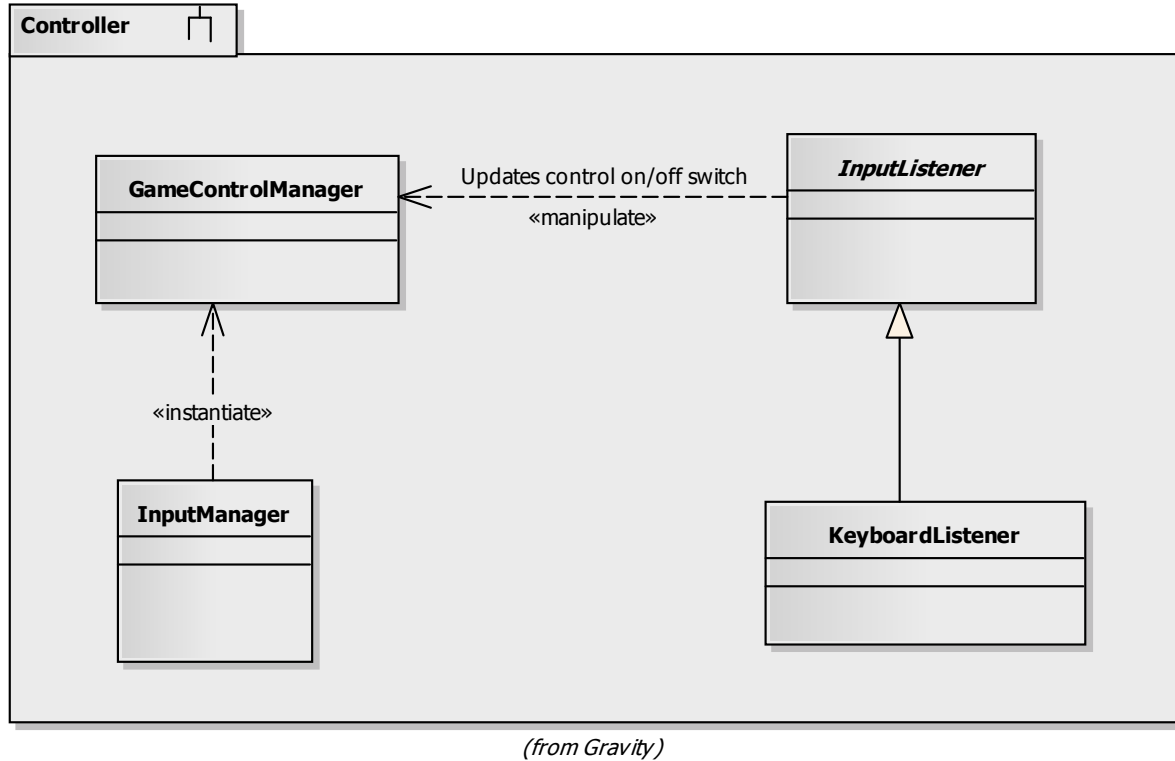 Controller
GameControlManager
Updates control on/off switch
«manipulate»
InputListener
«instantiate»
InputManager
KeyboardListener
(from Gravity)